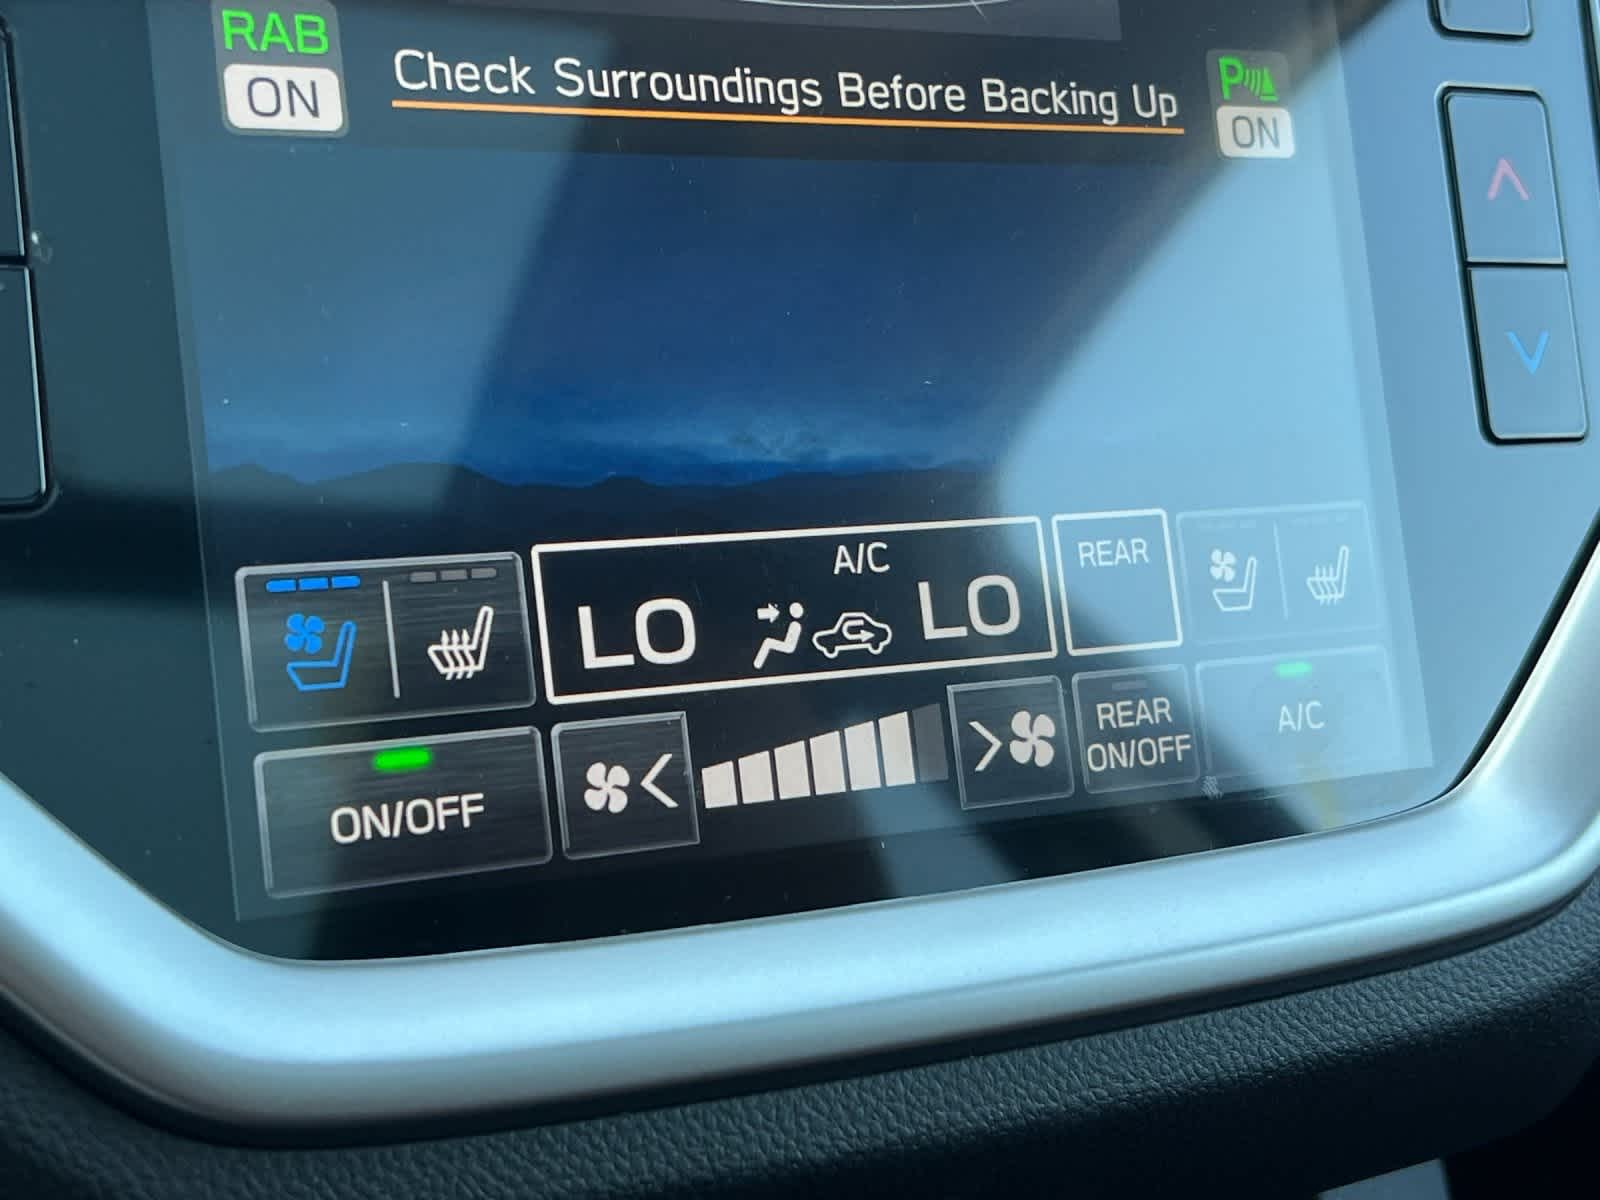 RAB
ON
Check Surroundings Before Backing Up
P
ON
A/C
LO
LO
REAR
ON/OFF
REAR
ON/OFF
A/C